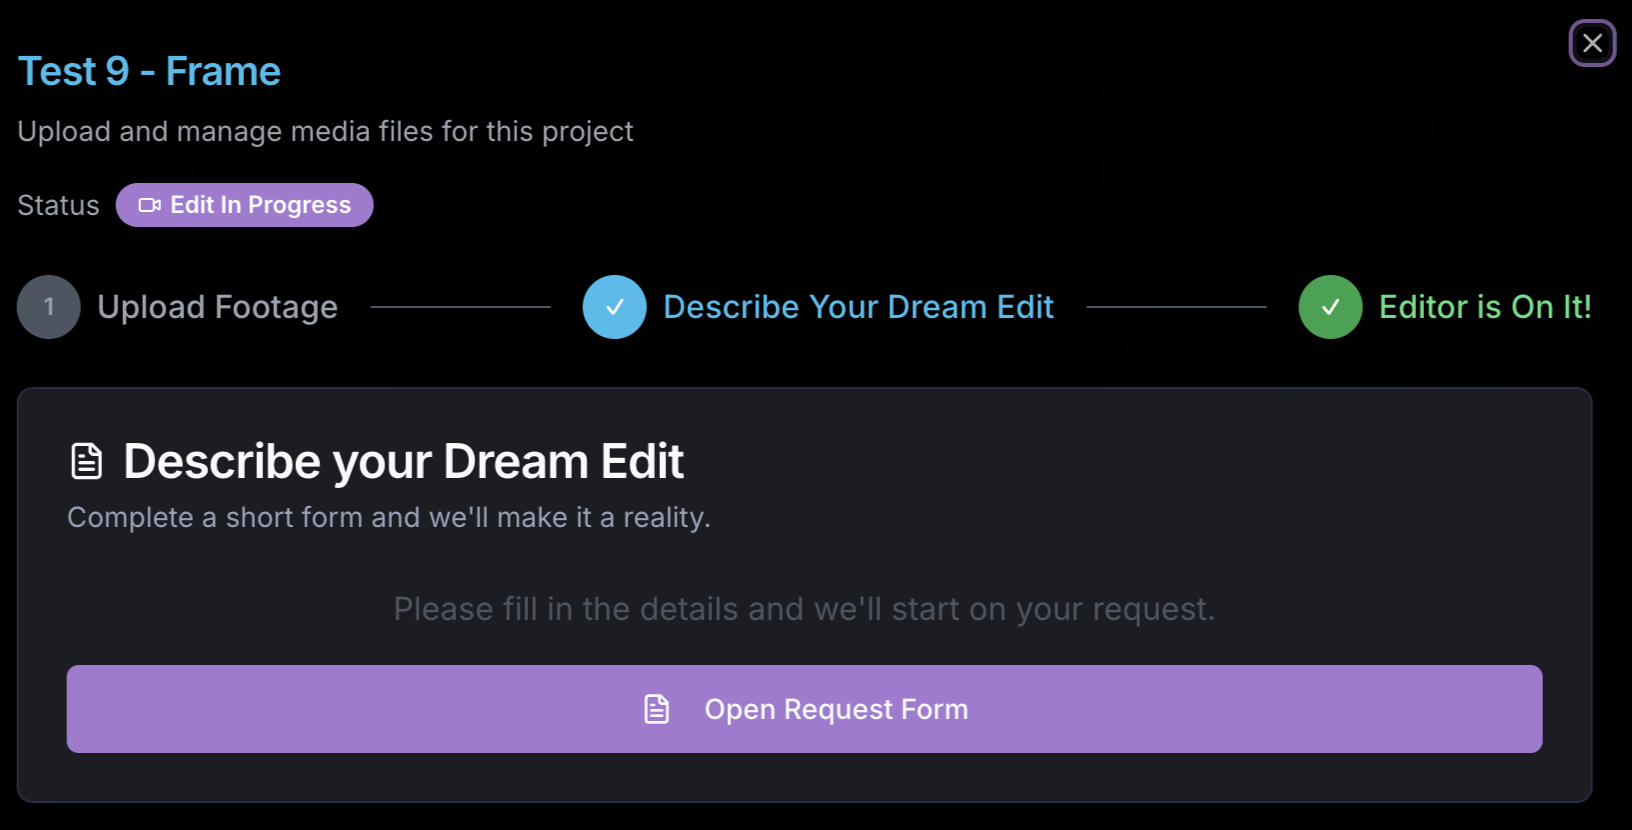 Test 9 - Frame
Upload and manage media files for this project
Status Edit In Progress
1 Upload Footage Describe Your Dream Edit Editor is On It!
Describe your Dream Edit
Complete a short form and we'll make it a reality.
Please fill in the details and we'll start on your request.
Open Request Form